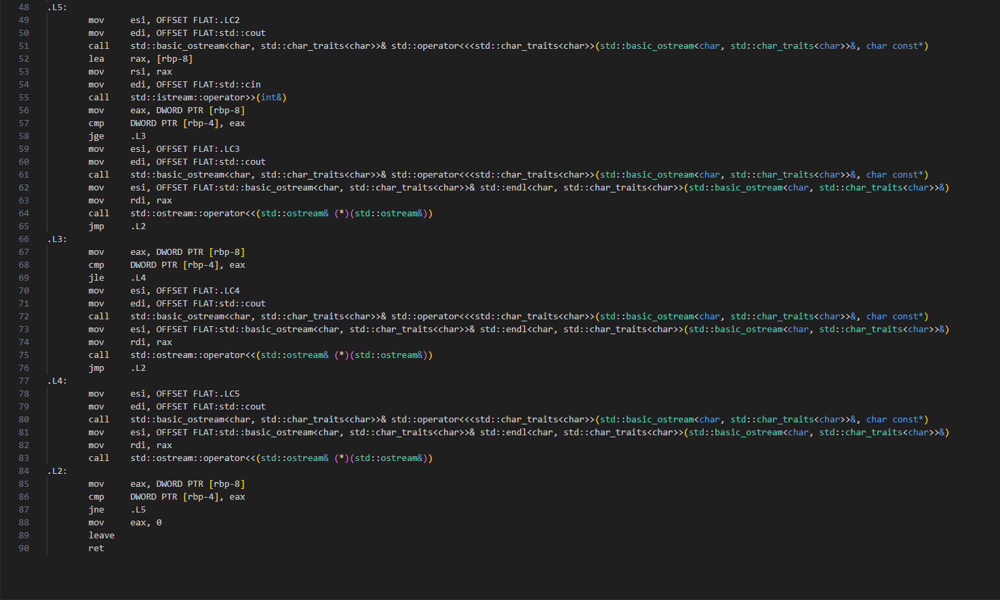 48 .L5:
49 mov esi, OFFSET FLAT:.LC2
50 mov edi, OFFSET FLAT:std::cout
51 call std::basic_ostream<char, std::char_traits<char>>& std::operator<<<std::char_traits<char>>(std::basic_ostream<char, std::char_traits<char>>&, char const*)
52 lea rax, [rbp-8]
53 mov rsi, rax
54 mov edi, OFFSET FLAT:std::cin
55 call std::istream::operator>>(int&)
56 mov eax, DWORD PTR [rbp-8]
57 cmp DWORD PTR [rbp-4], eax
58 jge .L3
59 mov esi, OFFSET FLAT:.LC3
60 mov edi, OFFSET FLAT:std::cout
61 call std::basic_ostream<char, std::char_traits<char>>& std::operator<<<std::char_traits<char>>(std::basic_ostream<char, std::char_traits<char>>&, char const*)
62 mov esi, OFFSET FLAT:std::basic_ostream<char, std::char_traits<char>>& std::endl<char, std::char_traits<char>>(std::basic_ostream<char, std::char_traits<char>>&)
63 mov rdi, rax
64 call std::ostream::operator<<(std::ostream& (*)(std::ostream&))
65 jmp .L2
66 .L3:
67 mov eax, DWORD PTR [rbp-8]
68 cmp DWORD PTR [rbp-4], eax
69 jle .L4
70 mov esi, OFFSET FLAT:.LC4
71 mov edi, OFFSET FLAT:std::cout
72 call std::basic_ostream<char, std::char_traits<char>>& std::operator<<<std::char_traits<char>>(std::basic_ostream<char, std::char_traits<char>>&, char const*)
73 mov esi, OFFSET FLAT:std::basic_ostream<char, std::char_traits<char>>& std::endl<char, std::char_traits<char>>(std::basic_ostream<char, std::char_traits<char>>&)
74 mov rdi, rax
75 call std::ostream::operator<<(std::ostream& (*)(std::ostream&))
76 jmp .L2
77 .L4:
78 mov esi, OFFSET FLAT:.LC5
79 mov edi, OFFSET FLAT:std::cout
80 call std::basic_ostream<char, std::char_traits<char>>& std::operator<<<std::char_traits<char>>(std::basic_ostream<char, std::char_traits<char>>&, char const*)
81 mov esi, OFFSET FLAT:std::basic_ostream<char, std::char_traits<char>>& std::endl<char, std::char_traits<char>>(std::basic_ostream<char, std::char_traits<char>>&)
82 mov rdi, rax
83 call std::ostream::operator<<(std::ostream& (*)(std::ostream&))
84 .L2:
85 mov eax, DWORD PTR [rbp-8]
86 cmp DWORD PTR [rbp-4], eax
87 jne .L5
88 mov eax, 0
89 leave
90 ret